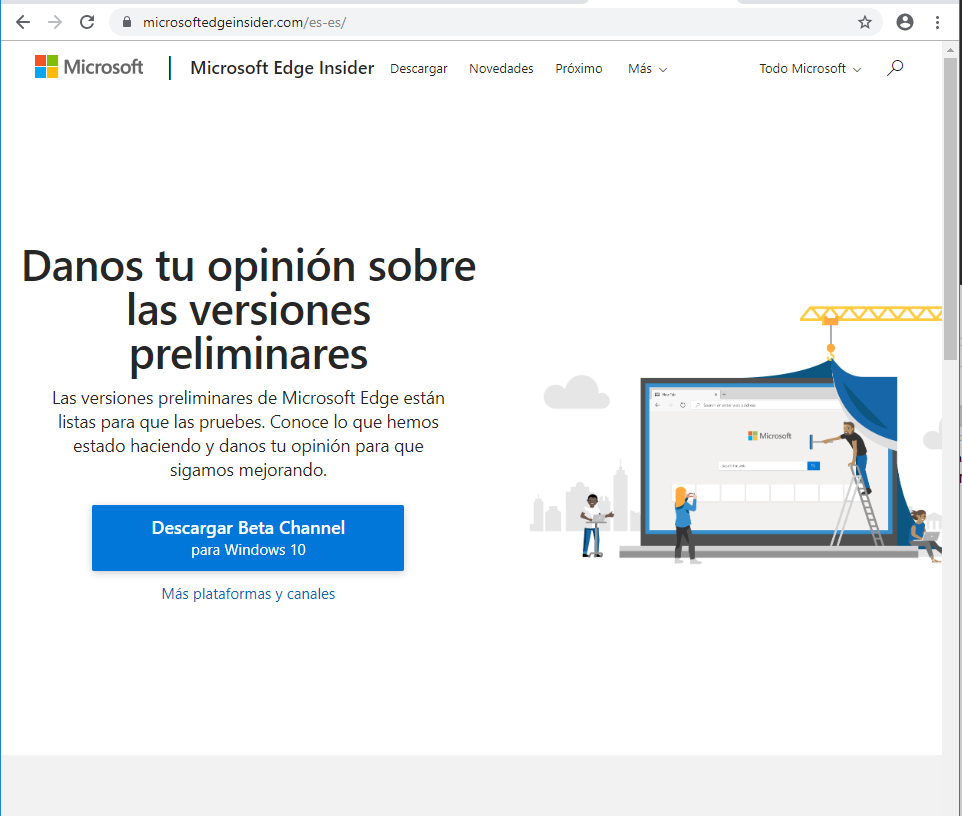 microsoftedgeinsider.com/es-es/
Microsoft
Microsoft Edge Insider
Descargar
Novedades
Próximo
Más
Todo Microsoft
Danos tu opinión sobre
las versiones
preliminares
Las versiones preliminares de Microsoft Edge están
listas para que las pruebes. Conoce lo que hemos
estado haciendo y danos tu opinión para que
sigamos mejorando.
Descargar Beta Channel
para Windows 10
Más plataformas y canales
Microsoft